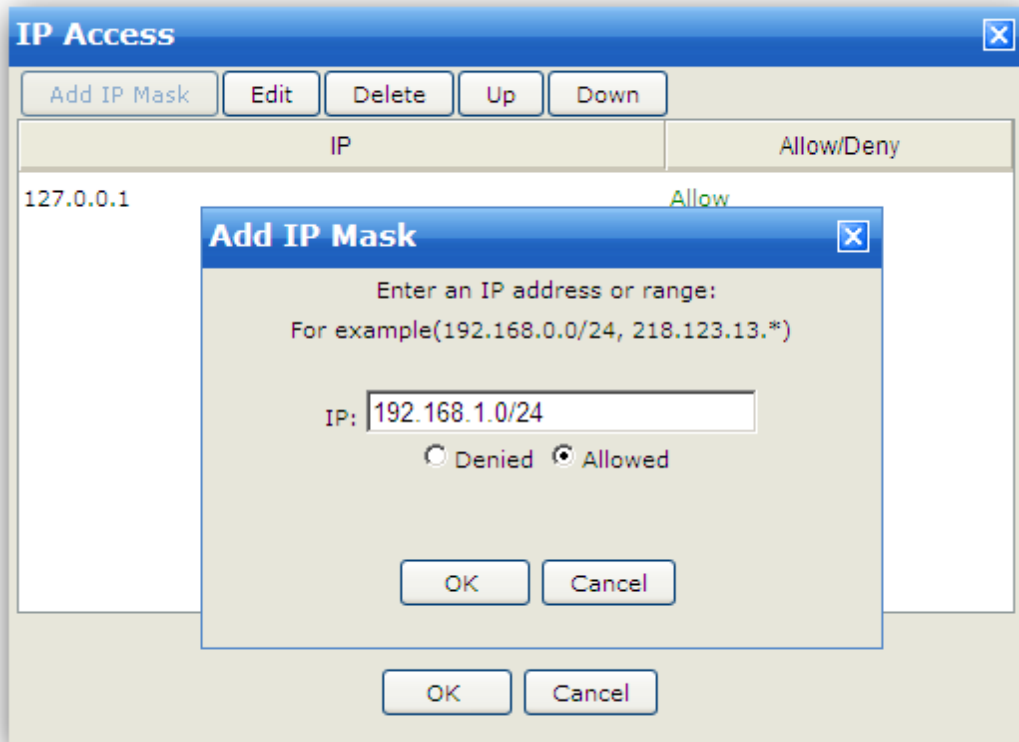 IP Access
Add IP Mask Edit Delete Up Down
IP Allow/Deny
127.0.0.1 Allow
Add IP Mask
Enter an IP address or range:
For example(192.168.0.0/24, 218.123.13.*)
IP: 192.168.1.0/24
Denied Allowed
OK Cancel
OK Cancel